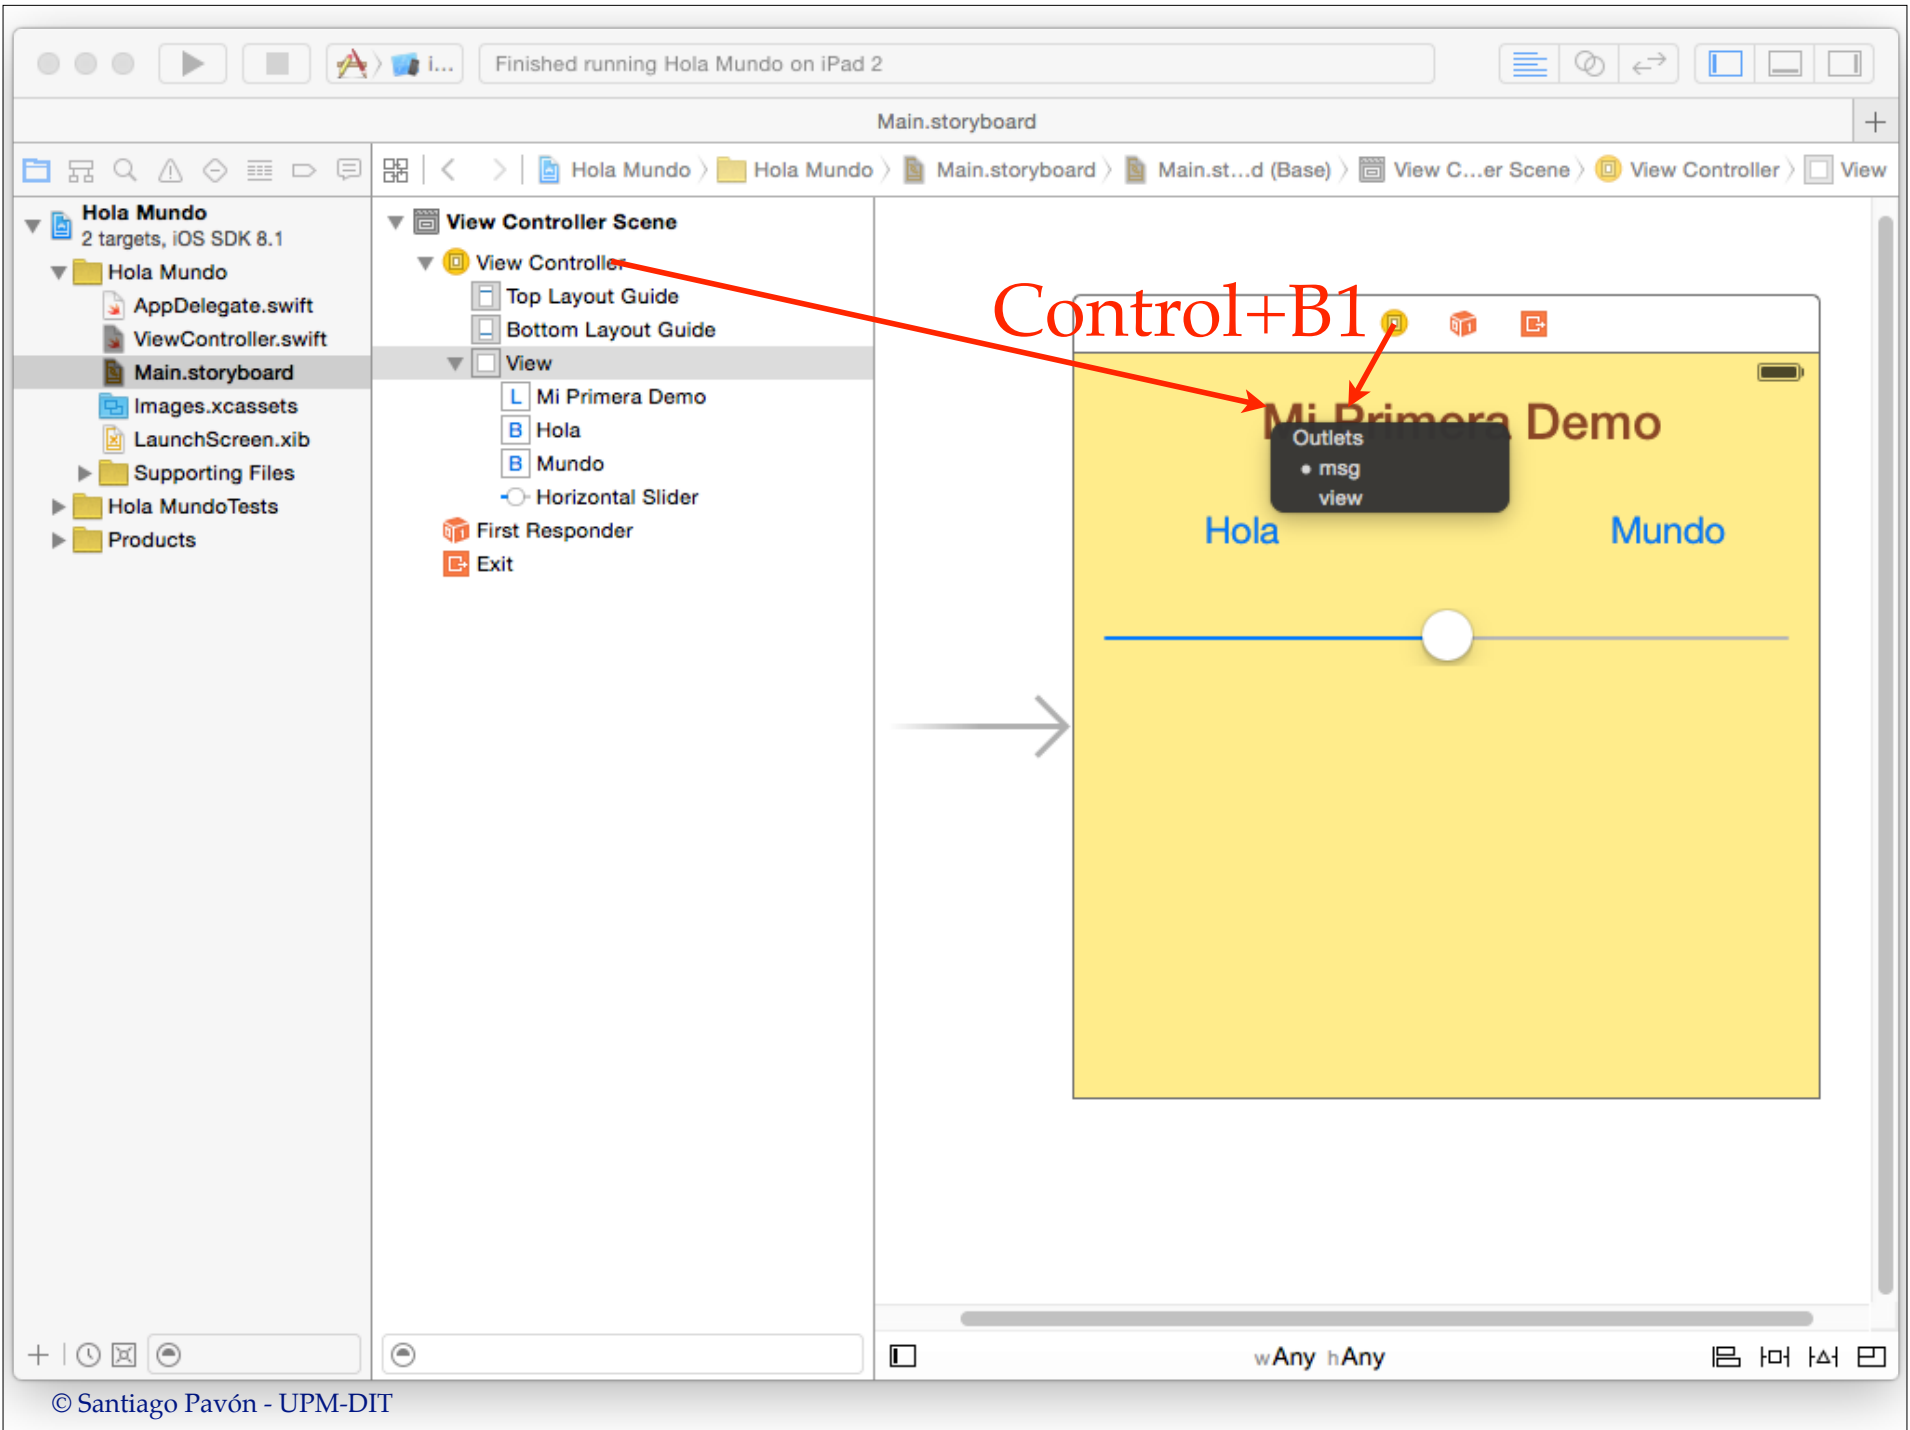 i...
Finished running Hola Mundo on iPad 2
Main.storyboard
Hola Mundo
Hola Mundo
Main.storyboard
Main.st...d (Base)
View C...er Scene
View Controller
View
Hola Mundo
2 targets, iOS SDK 8.1
Hola Mundo
AppDelegate.swift
ViewController.swift
Main.storyboard
Images.xcassets
LaunchScreen.xib
Supporting Files
Hola MundoTests
Products
View Controller Scene
View Controller
Top Layout Guide
Bottom Layout Guide
View
L Mi Primera Demo
B Hola
B Mundo
Horizontal Slider
First Responder
Exit
Control+B1
Mi Primera Demo
Outlets
• msg
view
Hola
Mundo
wAny hAny
© Santiago Pavón - UPM-DIT